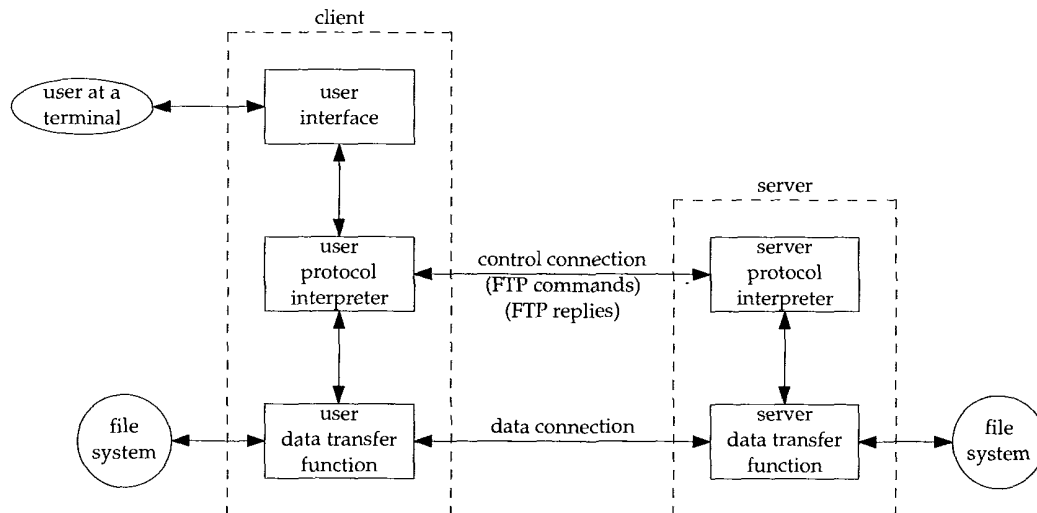 client
user at a
terminal
user
interface
server
user
protocol
interpreter
control connection
(FTP commands)
(FTP replies)
server
protocol
interpreter
file
system
user
data transfer
function
data connection
server
data transfer
function
file
system